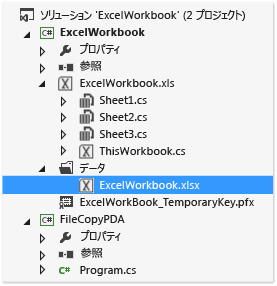 ソリューション 'ExcelWorkbook' (2 プロジェクト)
C# ExcelWorkbook
プロパティ
参照
ExcelWorkbook.xls
Sheet1.cs
Sheet2.cs
Sheet3.cs
ThisWorkbook.cs
データ
ExcelWorkbook.xlsx
ExcelWorkBook_TemporaryKey.pfx
C# FileCopyPDA
プロパティ
参照
C# Program.cs